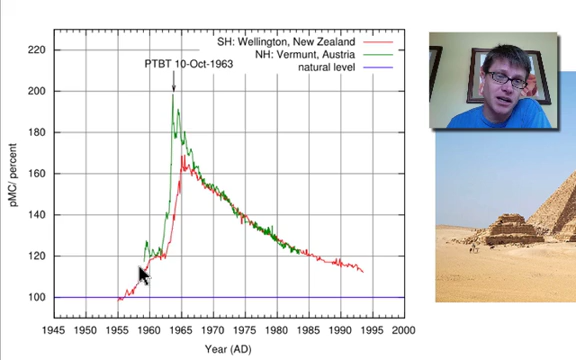 220
200
180
160
140
120
100
pMC/ percent
SH: Wellington, New Zealand
NH: Vermunt, Austria
natural level
PTBT 10-Oct-1963
1945 1950 1955 1960 1965 1970 1975 1980 1985 1990 1995 2000
Year (AD)